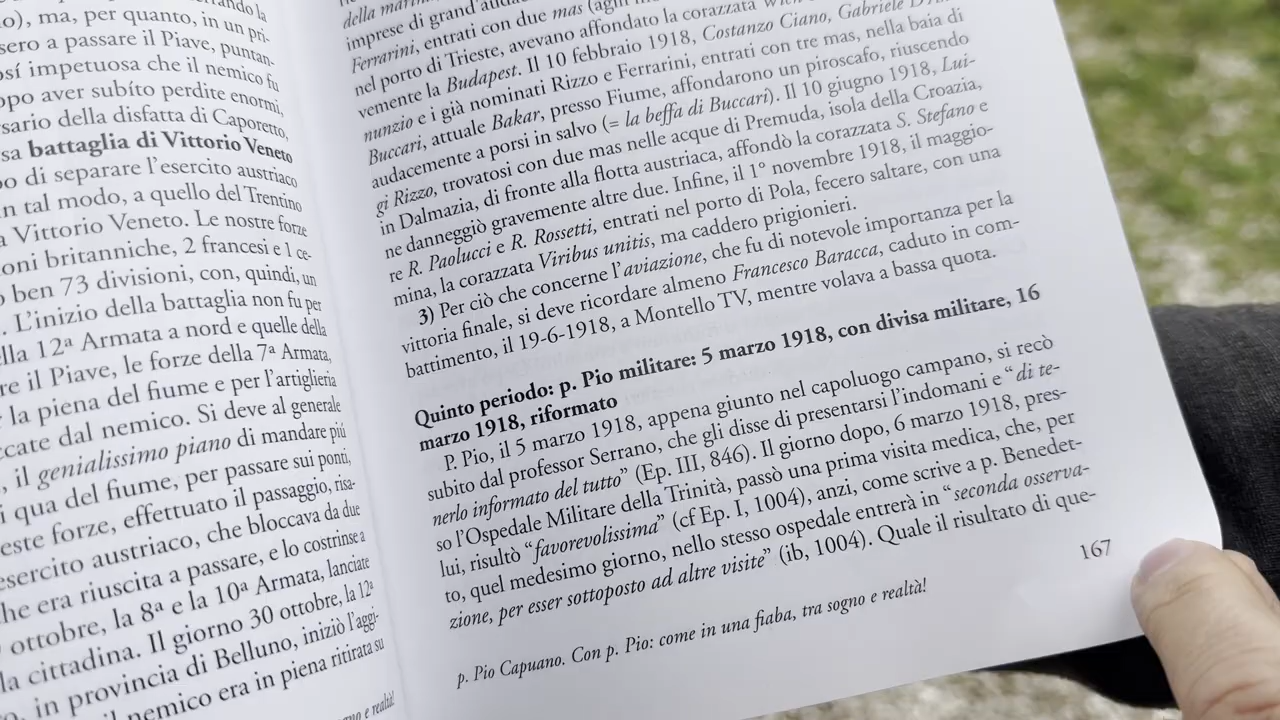 rando la
o), ma, per quanto, in un pri-
sero a passare il Piave, puntan-
osí impetuosa che il nemico fu
opo aver subíto perdite enormi,
rsario della disfatta di Caporetto,
sa battaglia di Vittorio Veneto
po di separare l'esercito austriaco
in tal modo, a quello del Trentino
a Vittorio Veneto. Le nostre forze
oni britanniche, 2 francesi e 1 ce-
o ben 73 divisioni, con, quindi, un
. L'inizio della battaglia non fu per
lla 12ª Armata a nord e quelle della
re il Piave, le forze della 7ª Armata,
r la piena del fiume e per l'artiglieria
ccate dal nemico. Si deve al generale
, il genialissimo piano di mandare piú
i qua del fiume, per passare sui ponti,
este forze, effettuato il passaggio, risa-
esercito austriaco, che bloccava da due
he era riuscita a passare, e lo costrinse a
ottobre, la 8ª e la 10ª Armata, lanciate
la cittadina. Il giorno 30 ottobre, la 12ª
o, in provincia di Belluno, iniziò l'aggi-
il nemico era in piena ritirata su
gno e realtà!
della
imprese di grand'audac
Ferrarini, entrati con due mas
nel porto di Trieste, avevano affondato la corazzata
vemente la Budapest. Il 10 febbraio 1918, Costanzo Ciano, Gabriele
nunzio e i già nominati Rizzo e Ferrarini, entrati con tre mas, nella baia di
Buccari, attuale Bakar, presso Fiume, affondarono un piroscafo, riuscendo
audacemente a porsi in salvo (= la beffa di Buccari). Il 10 giugno 1918, Lui-
gi Rizzo, trovatosi con due mas nelle acque di Premuda, isola della Croazia,
in Dalmazia, di fronte alla flotta austriaca, affondò la corazzata S. Stefano e
ne danneggiò gravemente altre due. Infine, il 1° novembre 1918, il maggio-
re R. Paolucci e R. Rossetti, entrati nel porto di Pola, fecero saltare, con una
mina, la corazzata Viribus unitis, ma caddero prigionieri.
3) Per ciò che concerne l'aviazione, che fu di notevole importanza per la
vittoria finale, si deve ricordare almeno Francesco Baracca, caduto in com-
battimento, il 19-6-1918, a Montello TV, mentre volava a bassa quota.
Quinto periodo: p. Pio militare: 5 marzo 1918, con divisa militare, 16
marzo 1918, riformato
P. Pio, il 5 marzo 1918, appena giunto nel capoluogo campano, si recò
subito dal professor Serrano, che gli disse di presentarsi l'indomani e “di te-
nerlo informato del tutto” (Ep. III, 846). Il giorno dopo, 6 marzo 1918, pres-
so l'Ospedale Militare della Trinità, passò una prima visita medica, che, per
lui, risultò “favorevolissima” (cf Ep. I, 1004), anzi, come scrive a p. Benedet-
to, quel medesimo giorno, nello stesso ospedale entrerà in “seconda osserva-
zione, per esser sottoposto ad altre visite” (ib, 1004). Quale il risultato di que-
167
p. Pio Capuano. Con p. Pio: come in una fiaba, tra sogno e realtà!